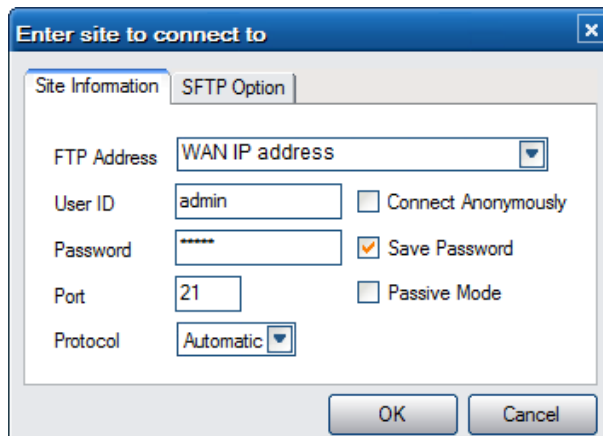 Enter site to connect to
Site Information SFTP Option
FTP Address WAN IP address
User ID admin Connect Anonymously
Password ***** Save Password
Port 21 Passive Mode
Protocol Automatic
OK Cancel